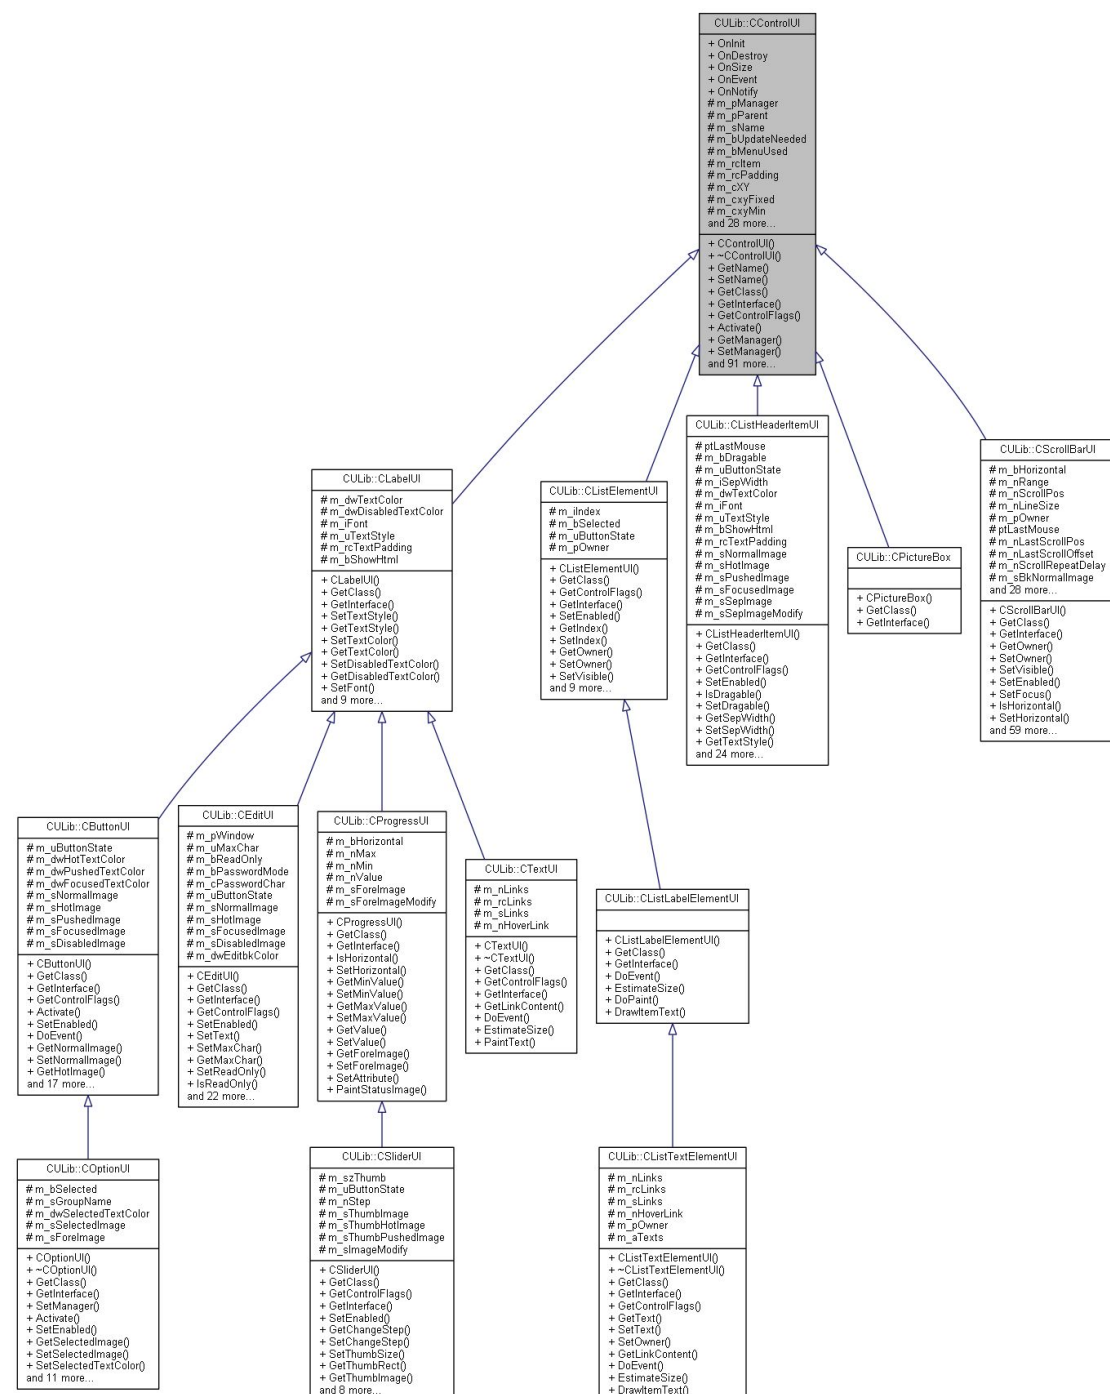 CULib::CControlUI
+ OnInit
+ OnDestroy
+ OnSize
+ OnEvent
+ OnNotify
# m_pManager
# m_pParent
# m_sName
# m_bUpdateNeeded
# m_bMenuUsed
# m_rcItem
# m_rcPadding
# m_cXY
# m_cxyFixed
# m_cxyMin
and 28 more...
+ CControlUI()
+ ~CControlUI()
+ GetName()
+ SetName()
+ GetClass()
+ GetInterface()
+ GetControlFlags()
+ Activate()
+ GetManager()
+ SetManager()
and 91 more...
CULib::CLabelUI
# m_dwTextColor
# m_dwDisabledTextColor
# m_iFont
# m_uTextStyle
# m_rcTextPadding
# m_bShowHtml
+ CLabelUI()
+ GetClass()
+ GetInterface()
+ SetTextStyle()
+ GetTextStyle()
+ SetTextColor()
+ GetTextColor()
+ SetDisabledTextColor()
+ GetDisabledTextColor()
+ SetFont()
and 9 more...
CULib::CListElementUI
# m_iIndex
# m_bSelected
# m_uButtonState
# m_pOwner
+ CListElementUI()
+ GetClass()
+ GetControlFlags()
+ GetInterface()
+ SetEnabled()
+ GetIndex()
+ SetIndex()
+ GetOwner()
+ SetOwner()
+ SetVisible()
and 9 more...
CULib::CListHeaderItemUI
# ptLastMouse
# m_bDragable
# m_uButtonState
# m_iSepWidth
# m_dwTextColor
# m_iFont
# m_uTextStyle
# m_bShowHtml
# m_rcTextPadding
# m_sNormalImage
# m_sHotImage
# m_sPushedImage
# m_sFocusedImage
# m_sSepImage
# m_sSepImageModify
+ CListHeaderItemUI()
+ GetClass()
+ GetInterface()
+ GetControlFlags()
+ SetEnabled()
+ IsDragable()
+ SetDragable()
+ GetSepWidth()
+ SetSepWidth()
+ GetTextStyle()
and 24 more...
CULib::CPictureBox
+ CPictureBox()
+ GetClass()
+ GetInterface()
CULib::CScrollBarUI
# m_bHorizontal
# m_nRange
# m_nScrollPos
# m_nLineSize
# m_pOwner
# ptLastMouse
# m_nLastScrollPos
# m_nLastScrollOffset
# m_nScrollRepeatDelay
# m_sBkNormalImage
and 28 more...
+ CScrollBarUI()
+ GetClass()
+ GetInterface()
+ GetOwner()
+ SetOwner()
+ SetVisible()
+ SetEnabled()
+ SetFocus()
+ IsHorizontal()
+ SetHorizontal()
and 59 more...
CULib::CButtonUI
# m_uButtonState
# m_dwHotTextColor
# m_dwPushedTextColor
# m_dwFocusedTextColor
# m_sNormalImage
# m_sHotImage
# m_sPushedImage
# m_sFocusedImage
# m_sDisabledImage
+ CButtonUI()
+ GetClass()
+ GetInterface()
+ GetControlFlags()
+ Activate()
+ SetEnabled()
+ DoEvent()
+ GetNormalImage()
+ SetNormalImage()
+ GetHotImage()
and 17 more...
CULib::CEditUI
# m_pWindow
# m_uMaxChar
# m_bReadOnly
# m_bPasswordMode
# m_cPasswordChar
# m_uButtonState
# m_sNormalImage
# m_sHotImage
# m_sFocusedImage
# m_sDisabledImage
# m_dwEditbkColor
+ CEditUI()
+ GetClass()
+ GetInterface()
+ GetControlFlags()
+ SetEnabled()
+ SetText()
+ SetMaxChar()
+ GetMaxChar()
+ SetReadOnly()
+ IsReadOnly()
and 22 more...
CULib::CProgressUI
# m_bHorizontal
# m_nMax
# m_nMin
# m_nValue
# m_sForeImage
# m_sForeImageModify
+ CProgressUI()
+ GetClass()
+ GetInterface()
+ IsHorizontal()
+ SetHorizontal()
+ GetMinValue()
+ SetMinValue()
+ GetMaxValue()
+ SetMaxValue()
+ GetValue()
+ SetValue()
+ GetForeImage()
+ SetForeImage()
+ SetAttribute()
+ PaintStatusImage()
CULib::CTextUI
# m_nLinks
# m_rcLinks
# m_sLinks
# m_nHoverLink
+ CTextUI()
+ ~CTextUI()
+ GetClass()
+ GetControlFlags()
+ GetInterface()
+ GetLinkContent()
+ DoEvent()
+ EstimateSize()
+ PaintText()
CULib::CListLabelElementUI
+ CListLabelElementUI()
+ GetClass()
+ GetInterface()
+ DoEvent()
+ EstimateSize()
+ DoPaint()
+ DrawItemText()
CULib::COptionUI
# m_bSelected
# m_sGroupName
# m_dwSelectedTextColor
# m_sSelectedImage
# m_sForeImage
+ COptionUI()
+ ~COptionUI()
+ GetClass()
+ GetInterface()
+ SetManager()
+ Activate()
+ SetEnabled()
+ GetSelectedImage()
+ SetSelectedImage()
+ SetSelectedTextColor()
and 11 more...
CULib::CSliderUI
# m_szThumb
# m_uButtonState
# m_nStep
# m_sThumbImage
# m_sThumbHotImage
# m_sThumbPushedImage
# m_sImageModify
+ CSliderUI()
+ GetClass()
+ GetControlFlags()
+ GetInterface()
+ SetEnabled()
+ GetChangeStep()
+ SetChangeStep()
+ SetThumbSize()
+ GetThumbRect()
+ GetThumbImage()
and 8 more...
CULib::CListTextElementUI
# m_nLinks
# m_rcLinks
# m_sLinks
# m_nHoverLink
# m_pOwner
# m_aTexts
+ CListTextElementUI()
+ ~CListTextElementUI()
+ GetClass()
+ GetInterface()
+ GetControlFlags()
+ GetText()
+ SetText()
+ SetOwner()
+ GetLinkContent()
+ DoEvent()
+ EstimateSize()
+ DrawItemText()